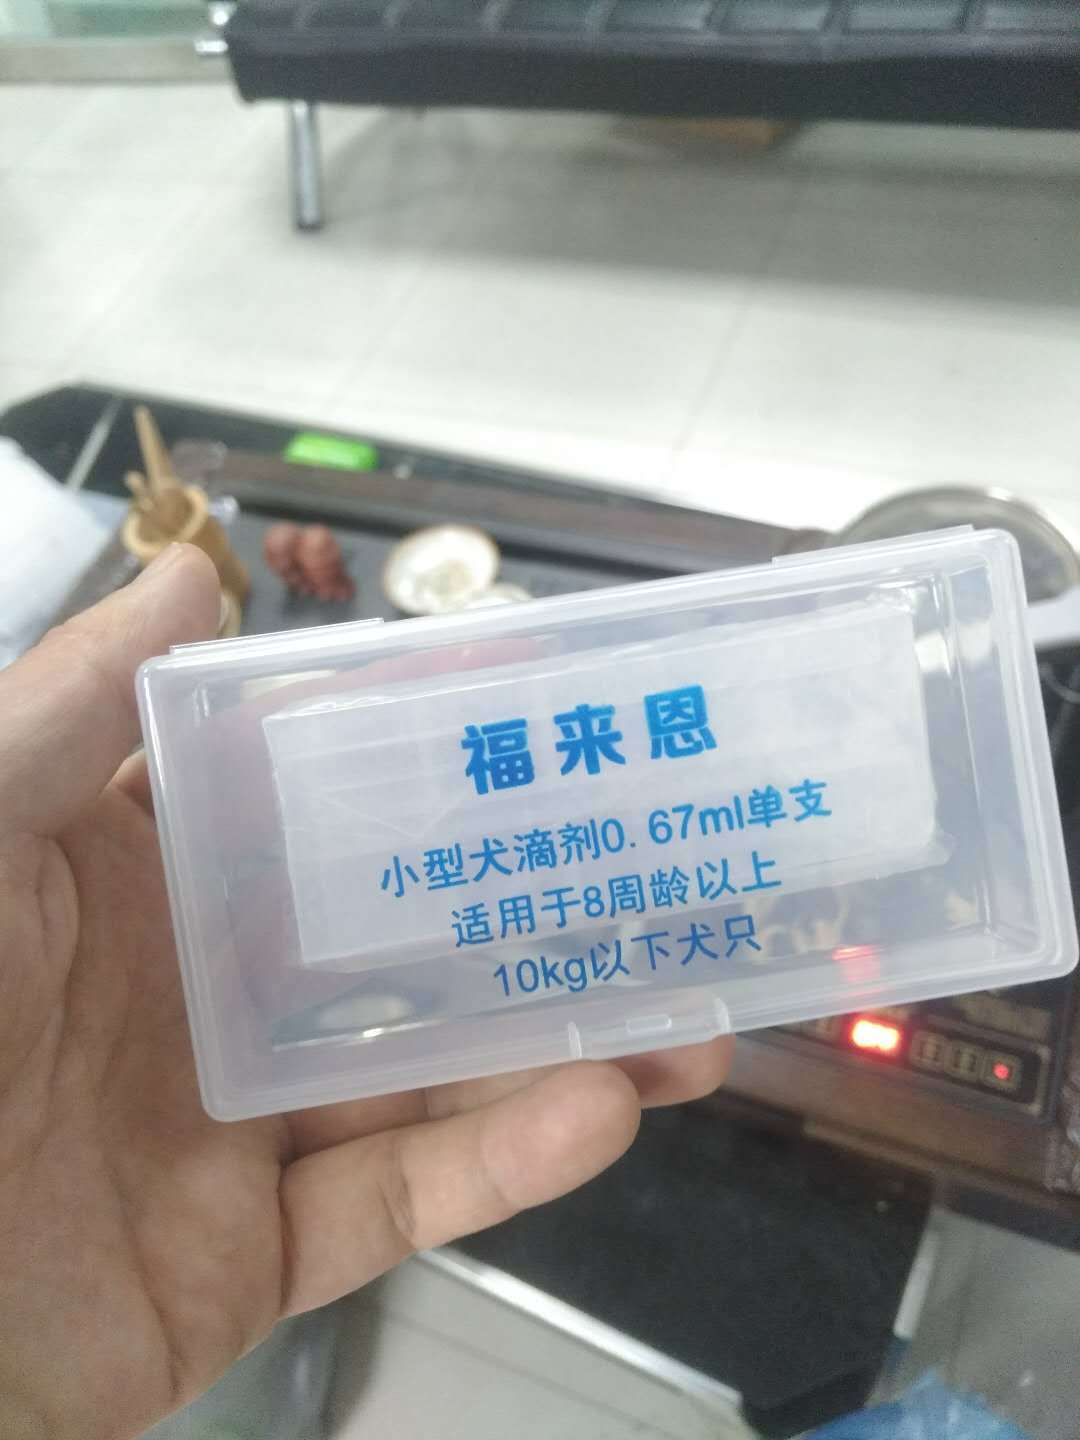 福来恩
小型犬滴剂0.67ml单支
适用于8周龄以上
10kg以下犬只